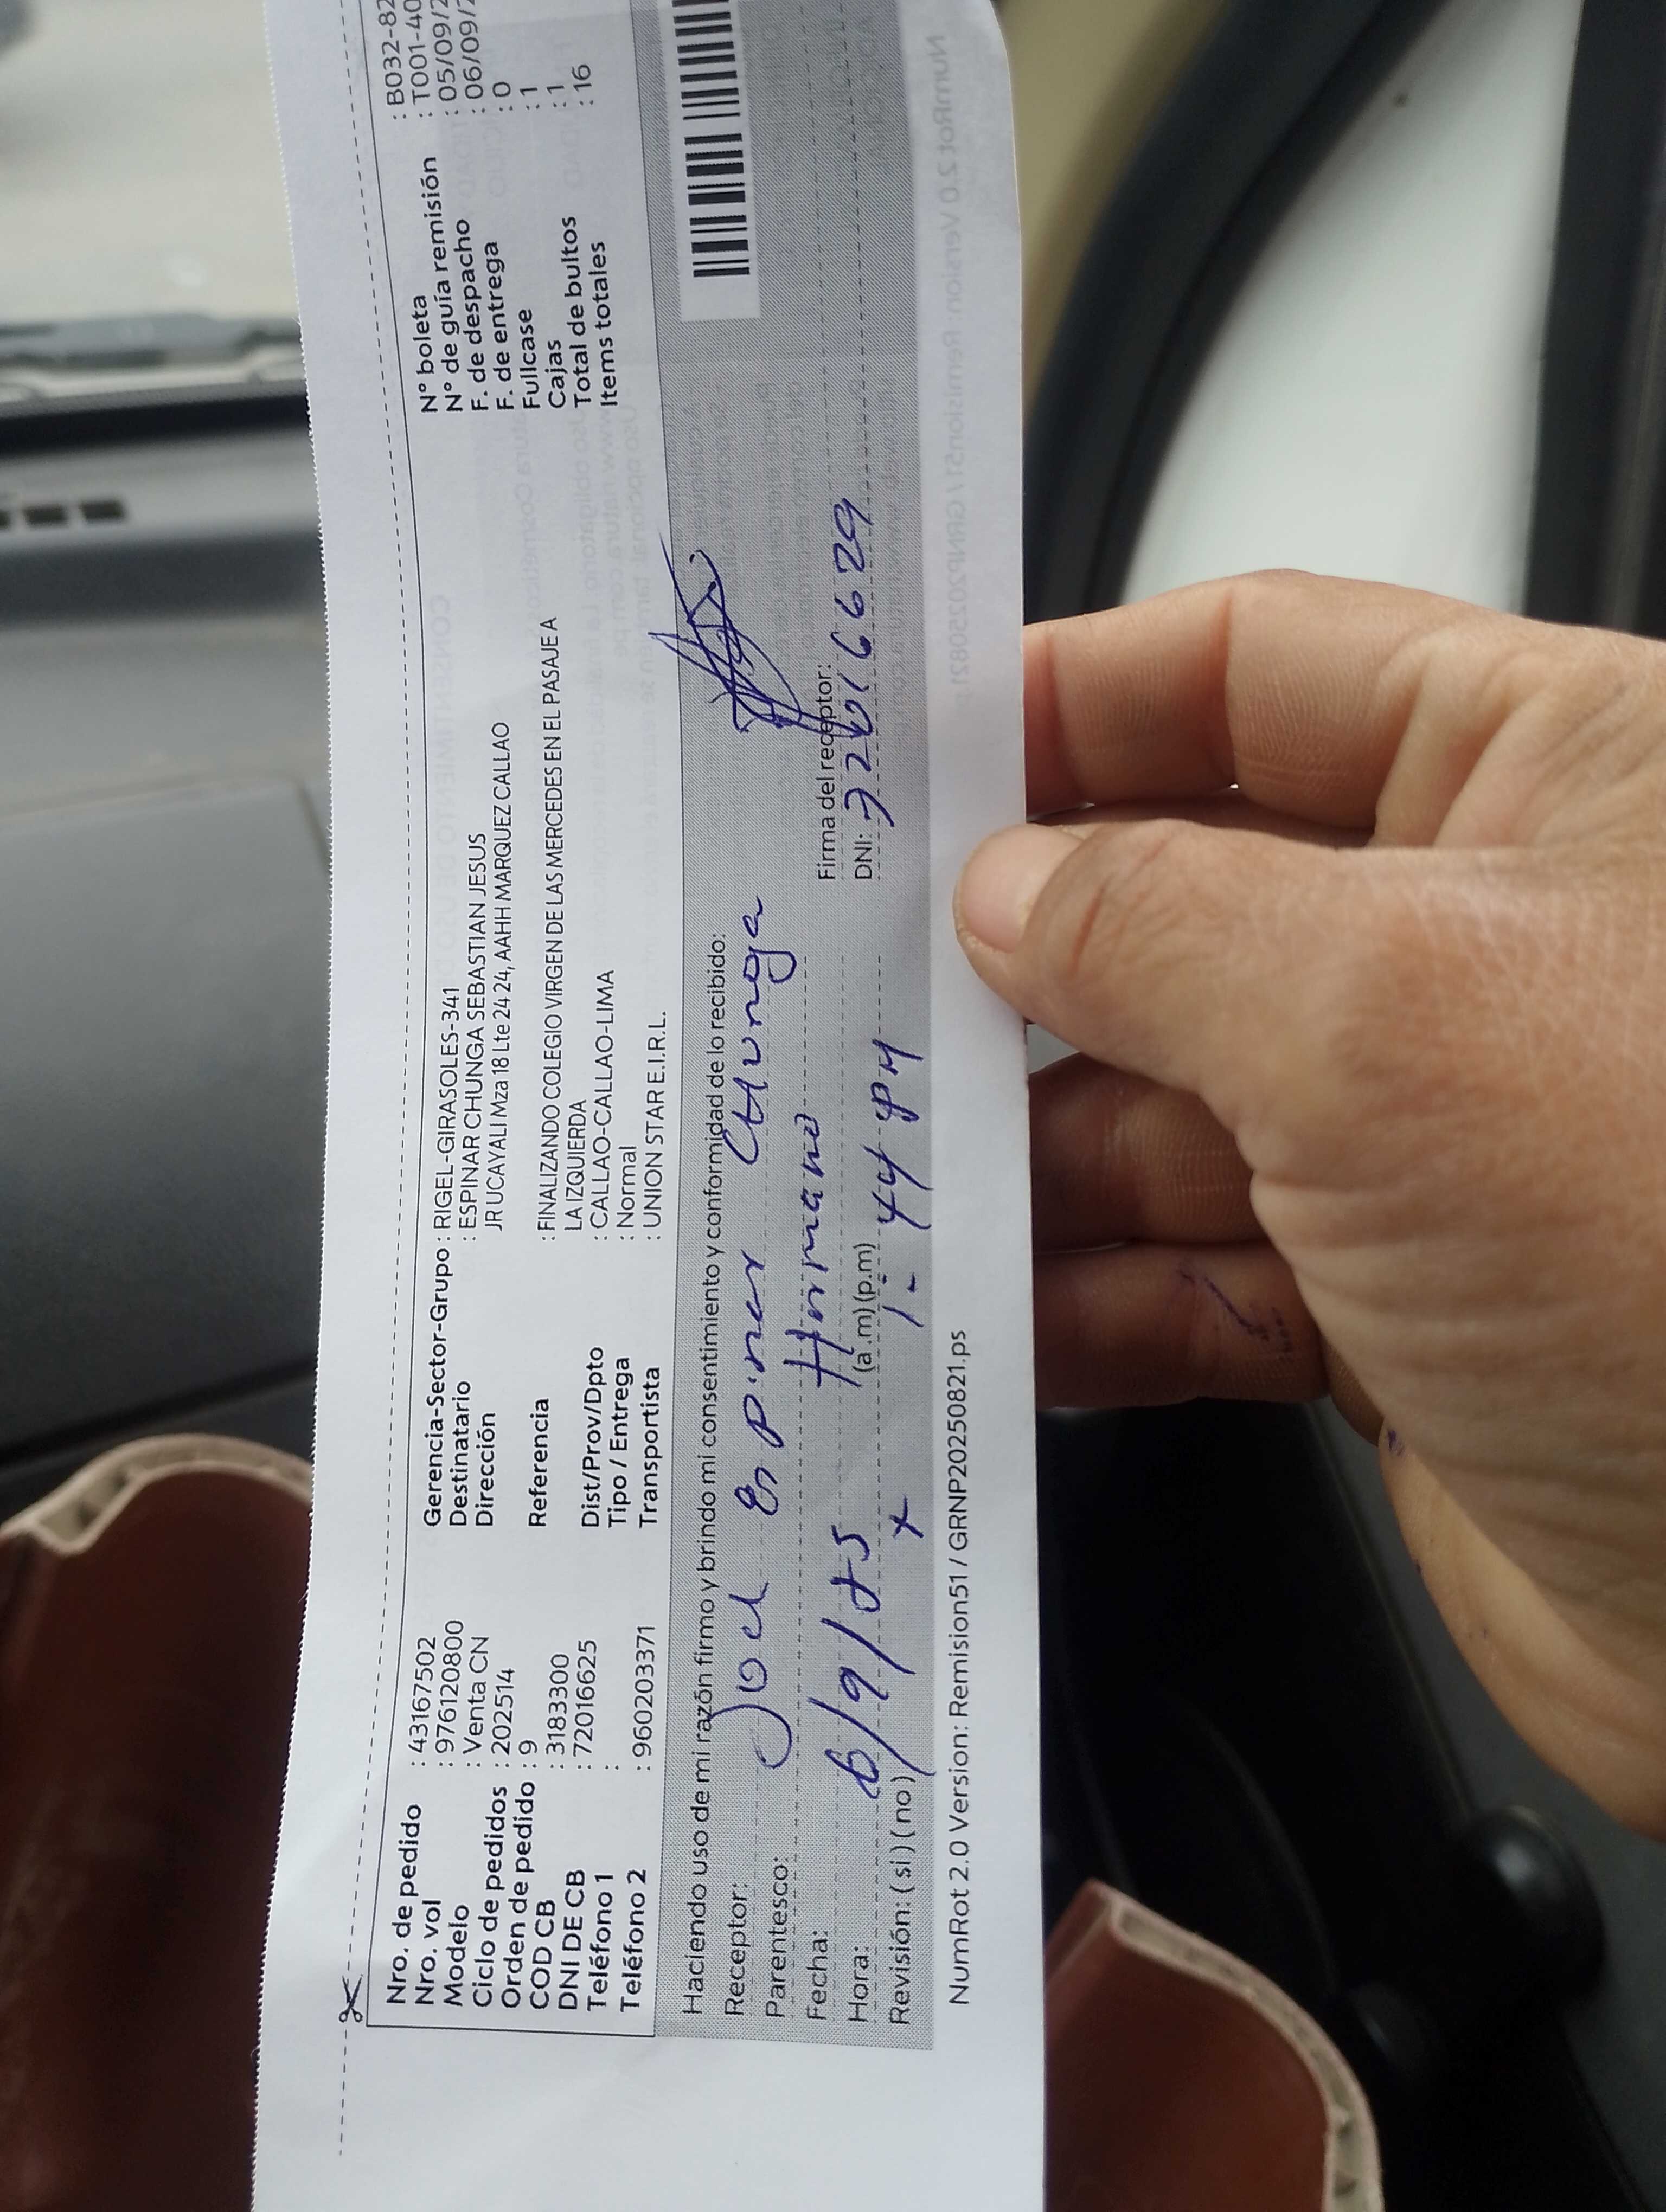 Nro. de pedido : 43167502
Nro. vol : 976120800
Modelo : Venta CN
Ciclo de pedidos : 202514
Orden de pedido : 9
COD CB : 3183300
DNI DE CB : 72016625
Teléfono 1 :
Teléfono 2 : 960203371
Gerencia-Sector-Grupo : RIGEL-GIRASOLES-341
Destinatario : ESPINAR CHUNGA SEBASTIAN JESUS
Dirección JR UCAYALI Mza 18 Lte 24 24, AAHH MARQUEZ CALLAO
Referencia : FINALIZANDO COLEGIO VIRGEN DE LAS MERCEDES EN EL PASAJE A
LA IZQUIERDA
Dist/Prov/Dpto : CALLAO-CALLAO-LIMA
Tipo / Entrega : Normal
Transportista : UNION STAR E.I.R.L.
N° boleta : B032-82
N° de guía remisión : T001-40
F. de despacho : 05/09/2
F. de entrega : 06/09/2
Fullcase : 0
Cajas : 1
Total de bultos : 1
Items totales : 16
Haciendo uso de mi razón firmo y brindo mi consentimiento y conformidad de lo recibido:
Receptor: Joel Espinar Chunga
Parentesco: Hermano
Firma del receptor:
Fecha: 6/9/25
DNI: 72016629
Hora: (a .m) (p.m) 1:44 PM
Revisión: ( si ) ( no ) x
NumRot 2.0 Version: Remision51 / GRNP20250821.ps